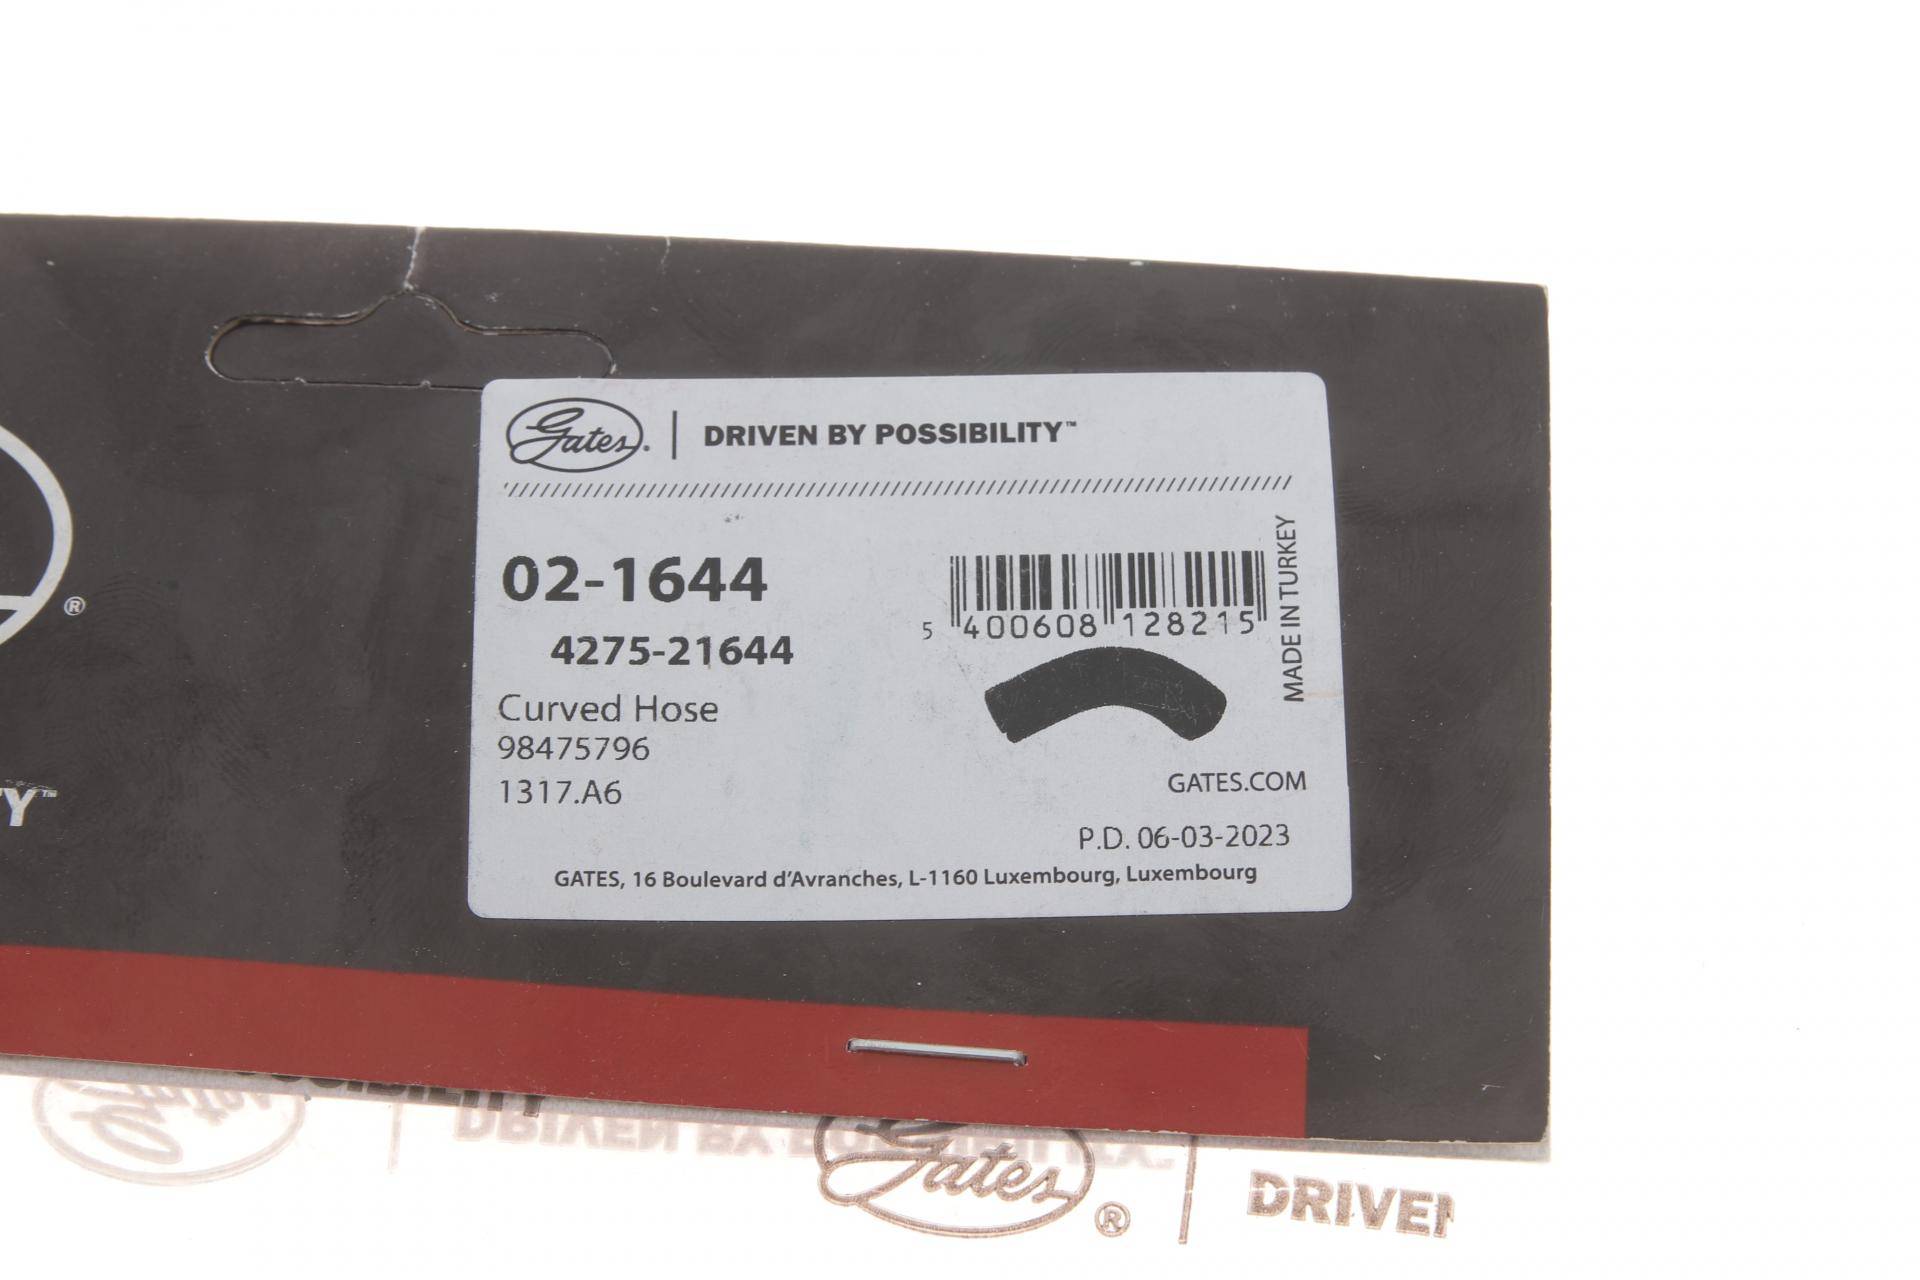 Gates®
DRIVEN BY POSSIBILITY™
02-1644
4275-21644
Curved Hose
98475796
1317.A6
5 400608 128215
MADE IN TURKEY
GATES.COM
P.D. 06-03-2023
GATES, 16 Boulevard d'Avranches, L-1160 Luxembourg, Luxembourg
®
Y™
Gates®
DRIVEN